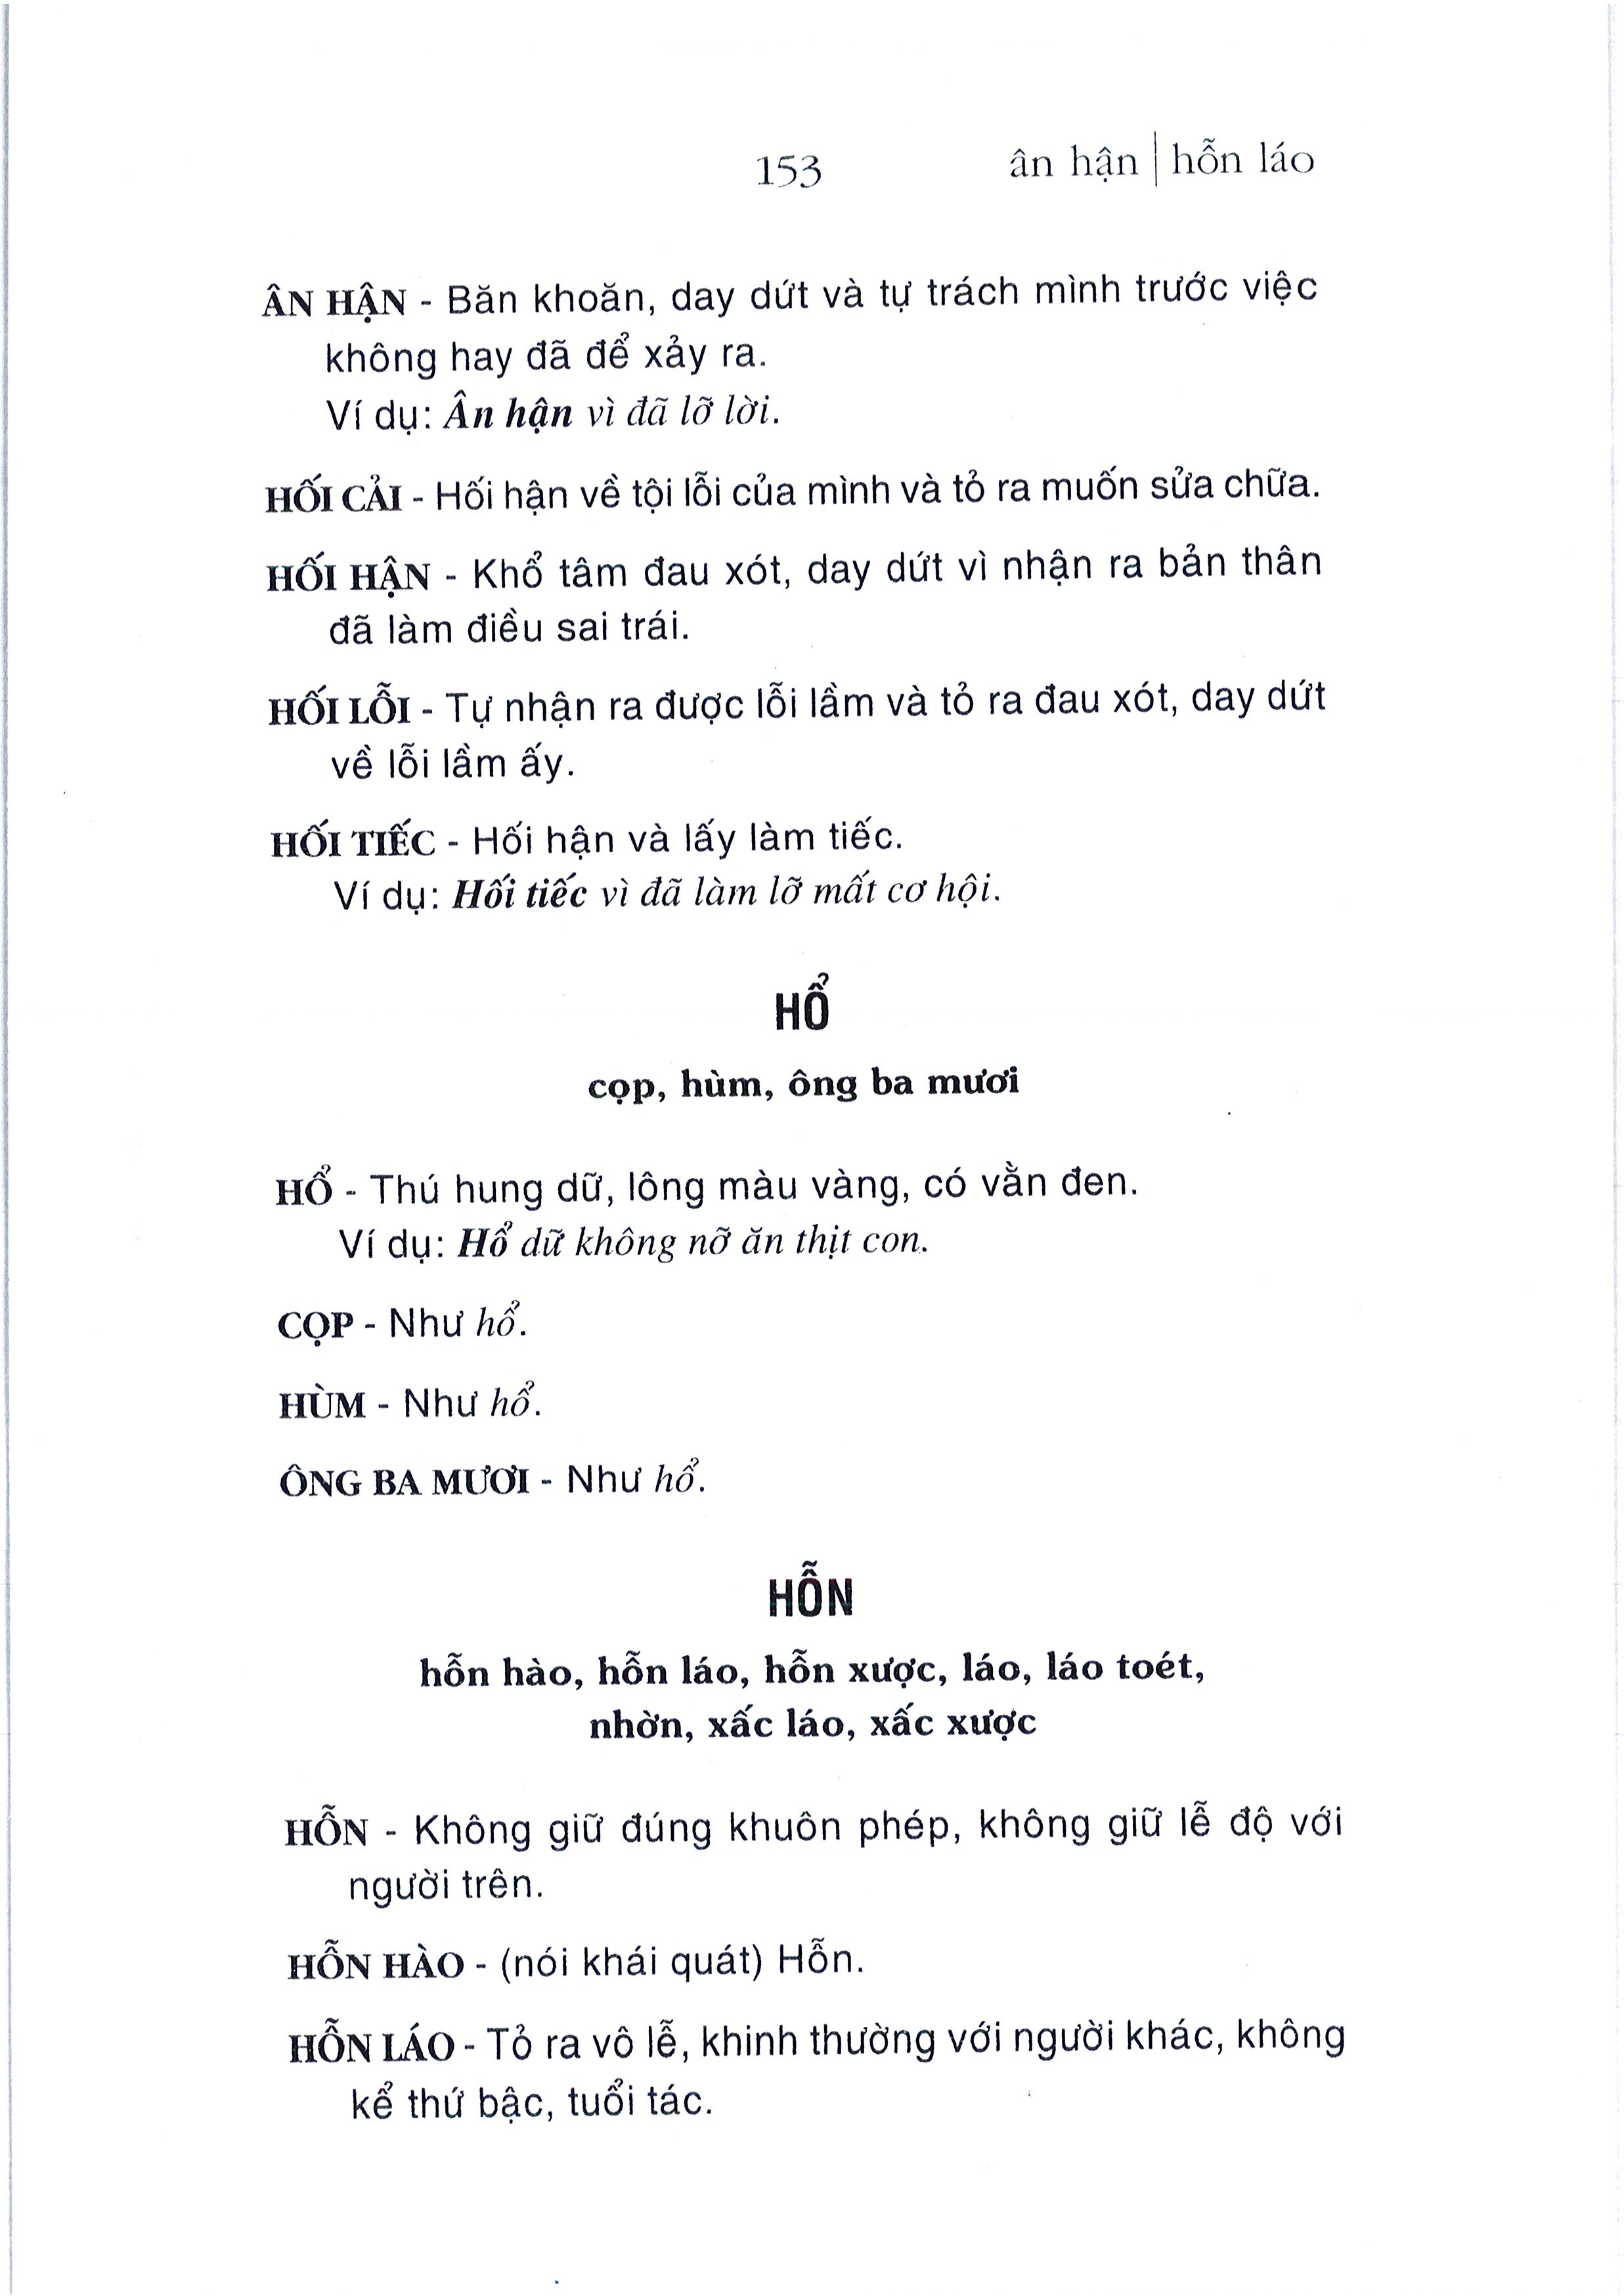 153
ân hận | hỗn láo
ÂN HẬN - Băn khoăn, day dứt và tự trách mình trước việc
không hay đã để xảy ra.
Ví dụ: Ân hận vì đã lỡ lời.
HỐI CẢI - Hối hận về tội lỗi của mình và tỏ ra muốn sửa chữa.
HỐI HẬN - Khổ tâm đau xót, day dứt vì nhận ra bản thân
đã làm điều sai trái.
HỐI LỖI - Tự nhận ra được lỗi lầm và tỏ ra đau xót, day dứt
về lỗi lầm ấy.
HỐI TIẾC - Hối hận và lấy làm tiếc.
Ví dụ: Hối tiếc vì đã làm lỡ mất cơ hội.
HỔ
cọp, hùm, ông ba mươi
HỔ - Thú hung dữ, lông màu vàng, có vằn đen.
Ví dụ: Hổ dữ không nỡ ăn thịt con.
CỌP - Như hổ.
HÙM - Như hổ.
ÔNG BA MƯƠI - Như hổ.
HỖN
hỗn hào, hỗn láo, hỗn xược, láo, láo toét,
nhờn, xấc láo, xấc xược
HỖN - Không giữ đúng khuôn phép, không giữ lễ độ với
người trên.
HỖN HÀO - (nói khái quát) Hỗn.
HỖN LÁO - Tỏ ra vô lễ, khinh thường với người khác, không
kể thứ bậc, tuổi tác.